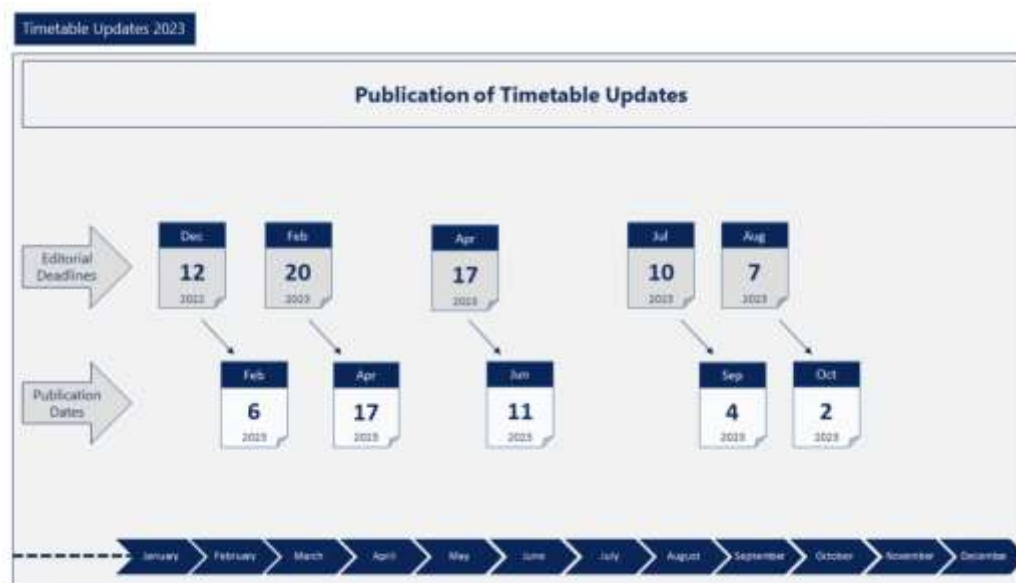 Timetable Updates 2023
Publication of Timetable Updates
Editorial
Deadlines
Dec
12
2022
Feb
20
2023
Apr
17
2023
Jul
10
2023
Aug
7
2023
Publication
Dates
Feb
6
2023
Apr
17
2023
Jun
11
2023
Sep
4
2023
Oct
2
2023
January
February
March
April
May
June
July
August
September
October
November
December